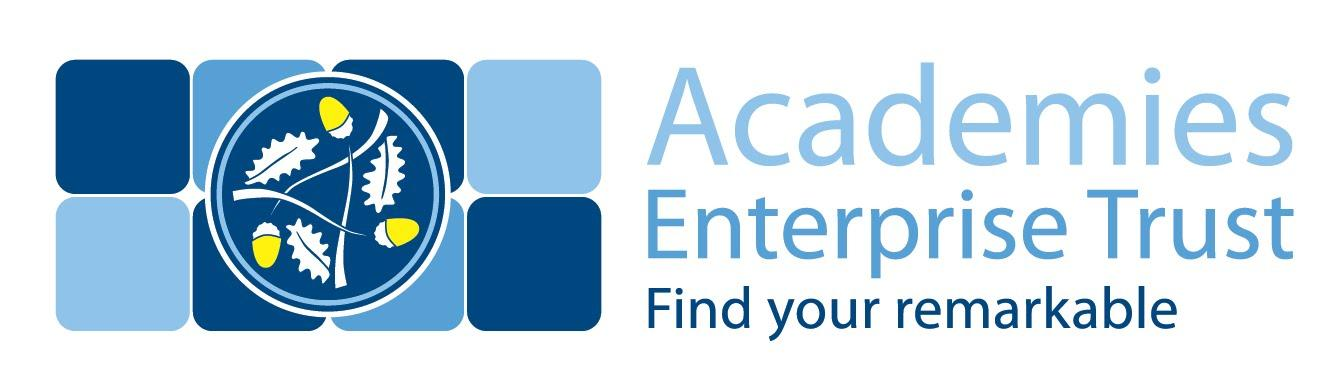 Academies
Enterprise Trust
Find your remarkable